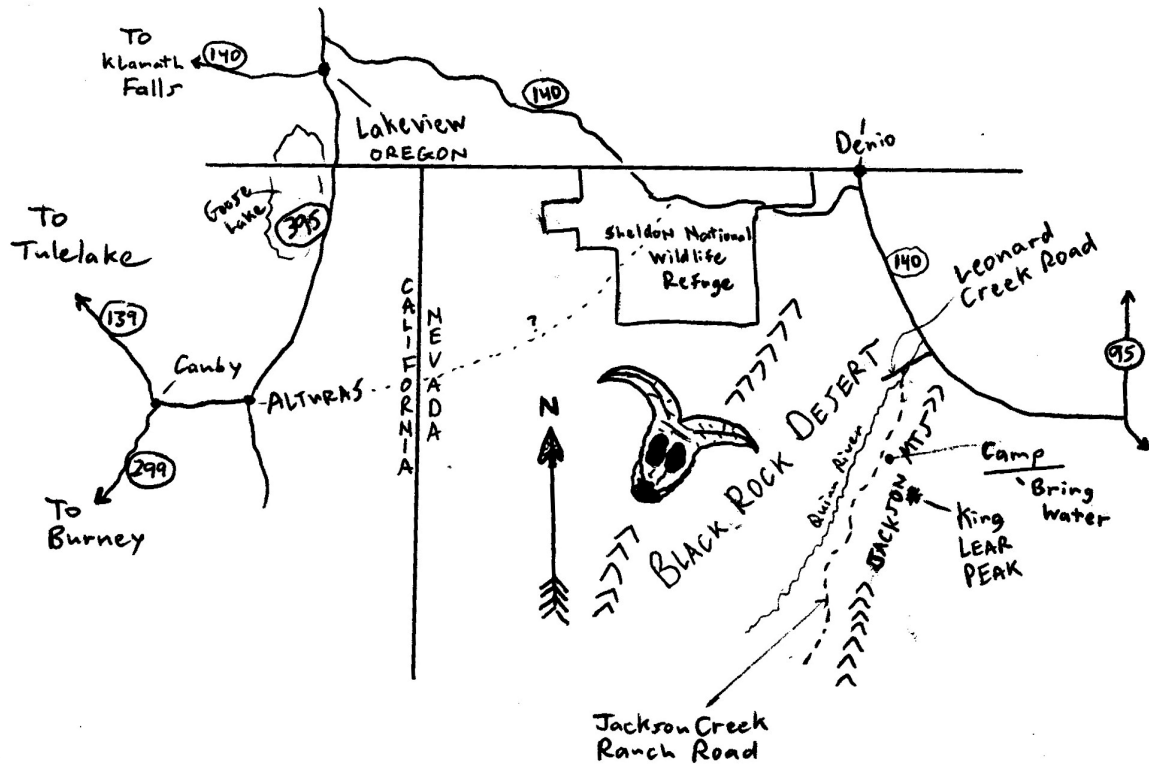 To
Klamath
Falls
140
Lakeview
OREGON
140
Denio
Goose
Lake
395
To
Tulelake
139
Canby
ALTURAS
299
To
Burney
CALIFORNIA
NEVADA
?
Sheldon National
Wildlife
Refuge
140
Leonard
Creek Road
95
N
BLACK ROCK DESERT
Quinn River
JACKSON MTS
Camp
Bring
Water
King
LEAR
PEAK
Jackson Creek
Ranch Road